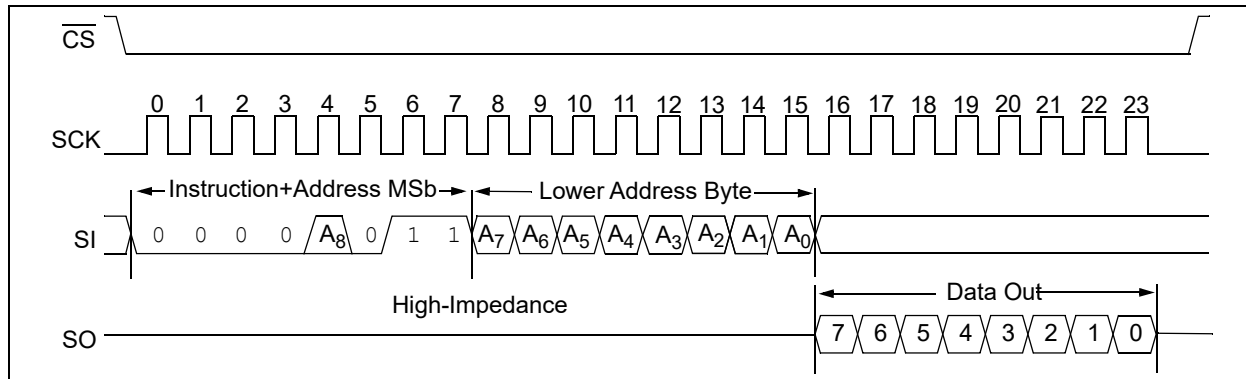 CS
0 1 2 3 4 5 6 7 8 9 10 11 12 13 14 15 16 17 18 19 20 21 22 23
SCK
Instruction+Address MSb Lower Address Byte
SI 0 0 0 0 A8 0 1 1 A7 A6 A5 A4 A3 A2 A1 A0
High-Impedance Data Out
SO 7 6 5 4 3 2 1 0